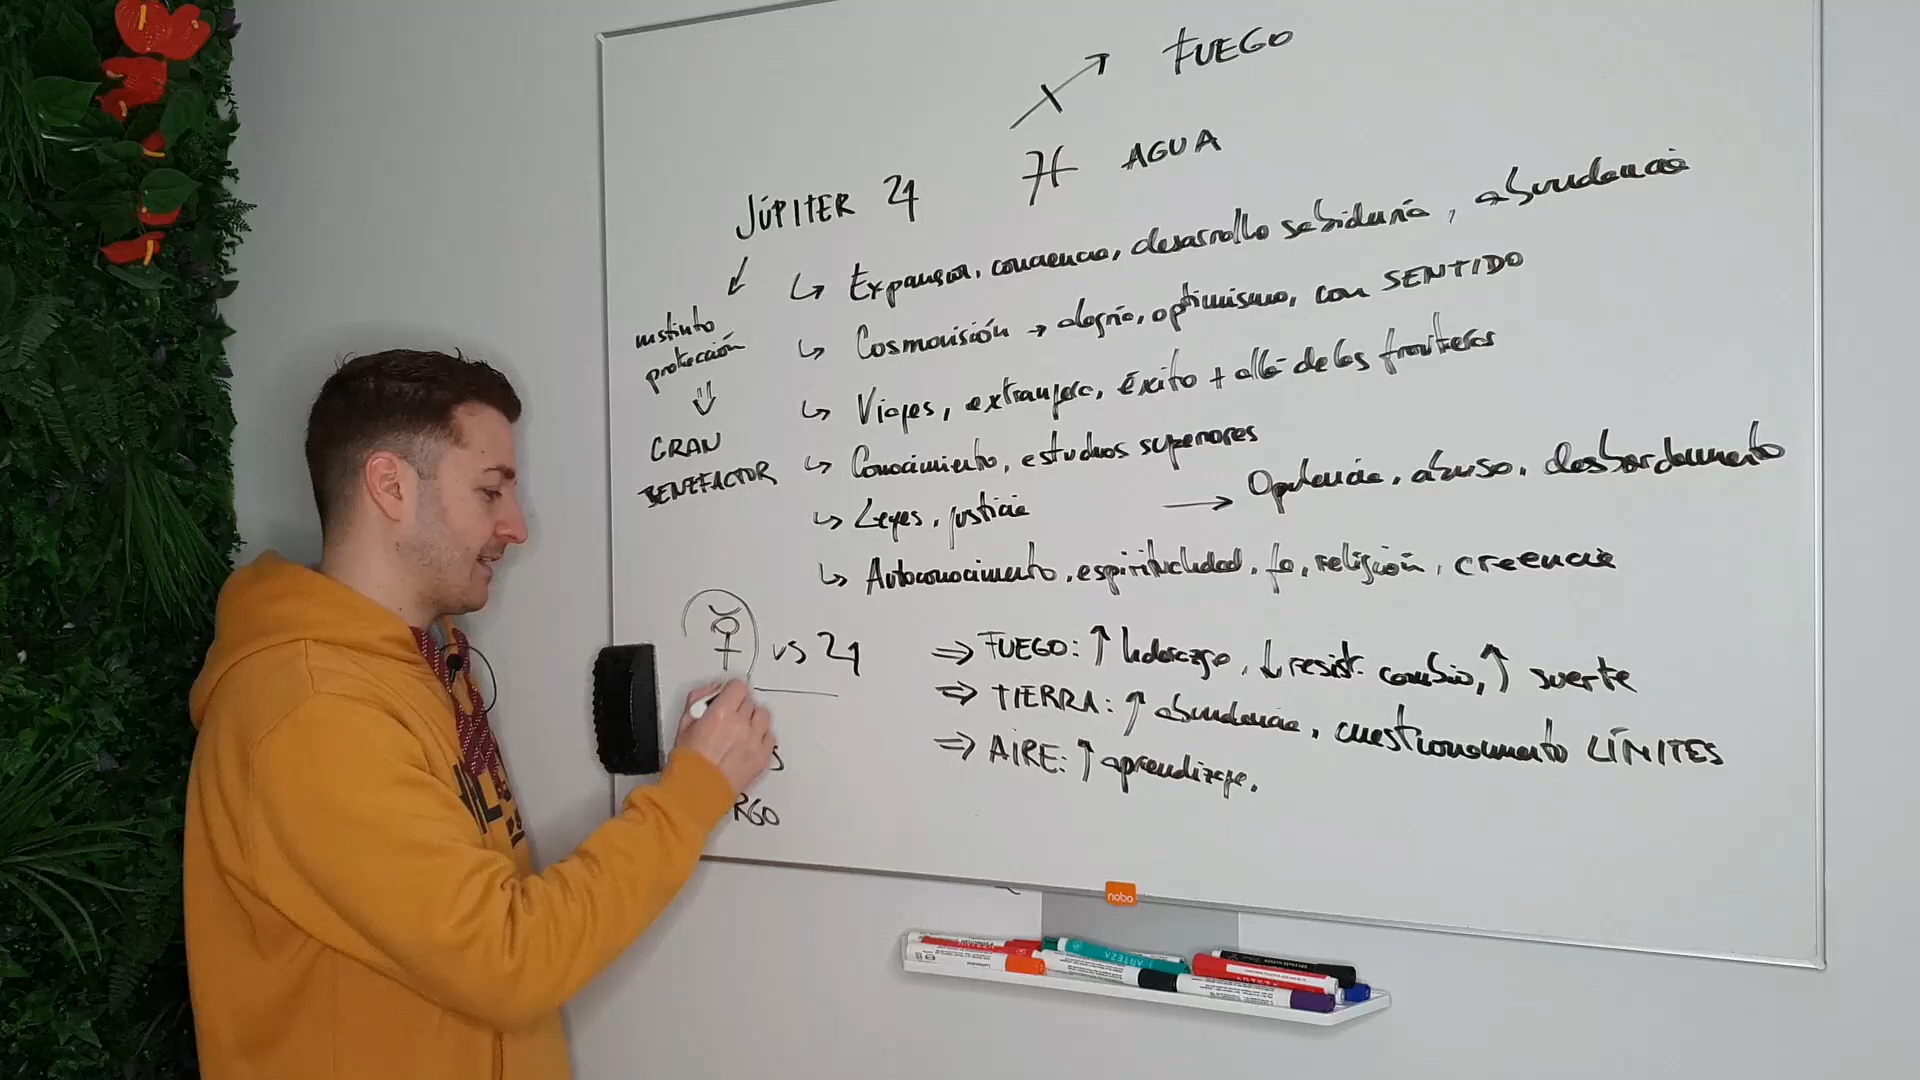 FUEGO
AGUA
JÚPITER ♃
↳ Expansión, conciencia, desarrollo sabiduría, abundancia
instinto
protección
⇓
GRAN
BENEFACTOR
↳ Cosmovisión → alegría, optimismo, con SENTIDO
↳ Viajes, extranjero, éxito + allá de las fronteras
↳ Conocimiento, estudios superiores
↳ Leyes, justicia
→ Opulencia, abuso, desbordamiento
↳ Autoconocimiento, espiritualidad, fe, religión, creencia
☿ vs ♃
⇒ FUEGO: ↑ liderazgo, ↓ resist. cambio, ↑ suerte
⇒ TIERRA: ↑ abundancia, cuestionamiento LÍMITES
⇒ AIRE: ↑ aprendizaje.
nobo